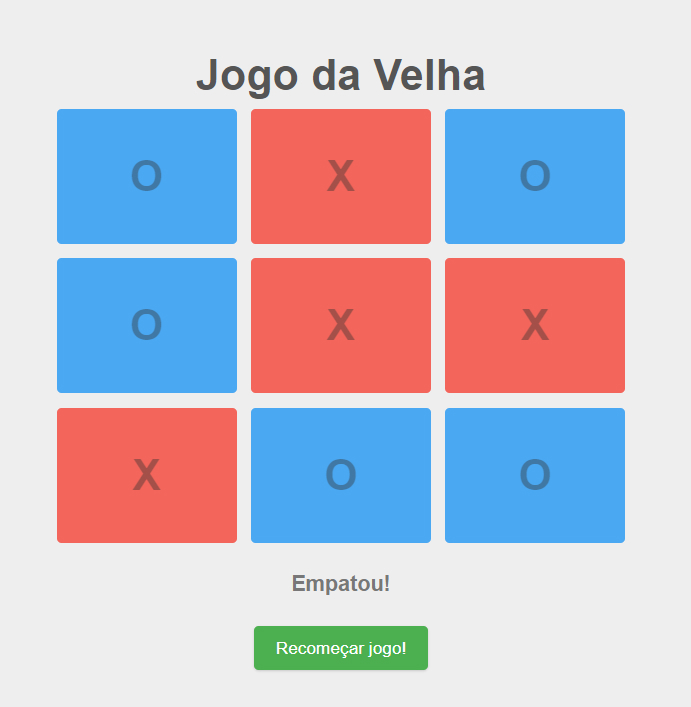 Jogo da Velha
O X O
O X X
X O O
Empatou!
Recomeçar jogo!